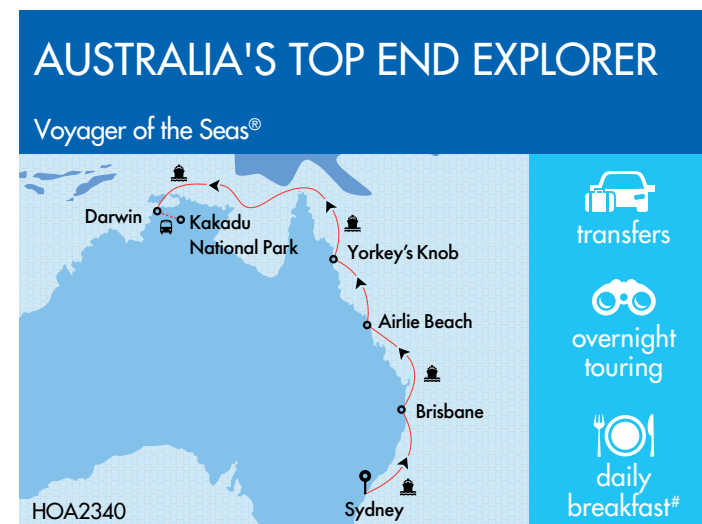 AUSTRALIA'S TOP END EXPLORER
Voyager of the Seas®
Darwin
Kakadu
National Park
Yorkey's Knob
Airlie Beach
Brisbane
Sydney
HOA2340
transfers
overnight
touring
daily
breakfast#